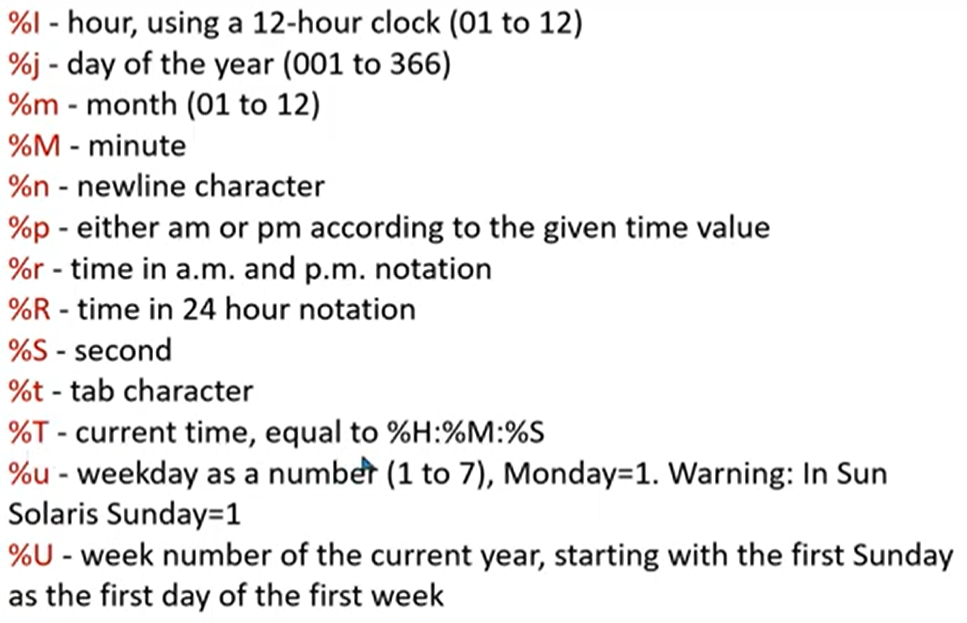 %I - hour, using a 12-hour clock (01 to 12)
%j - day of the year (001 to 366)
%m - month (01 to 12)
%M - minute
%n - newline character
%p - either am or pm according to the given time value
%r - time in a.m. and p.m. notation
%R - time in 24 hour notation
%S - second
%t - tab character
%T - current time, equal to %H:%M:%S
%u - weekday as a number (1 to 7), Monday=1. Warning: In Sun
Solaris Sunday=1
%U - week number of the current year, starting with the first Sunday
as the first day of the first week